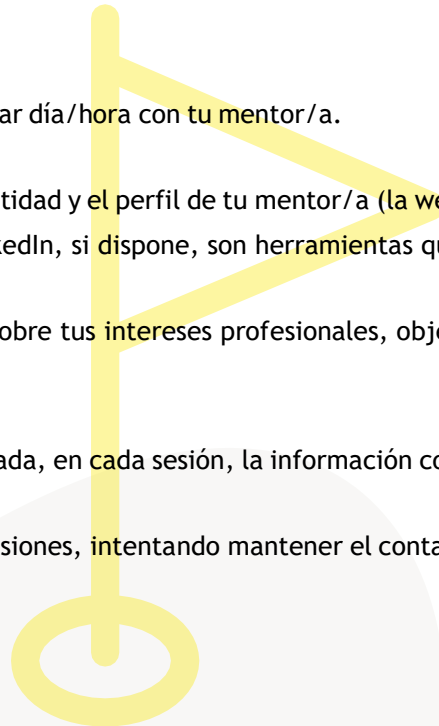 ar día/hora con tu mentor/a.
tidad y el perfil de tu mentor/a (la we
kedIn, si dispone, son herramientas qu
obre tus intereses profesionales, obje
ada, en cada sesión, la información co
siones, intentando mantener el conta